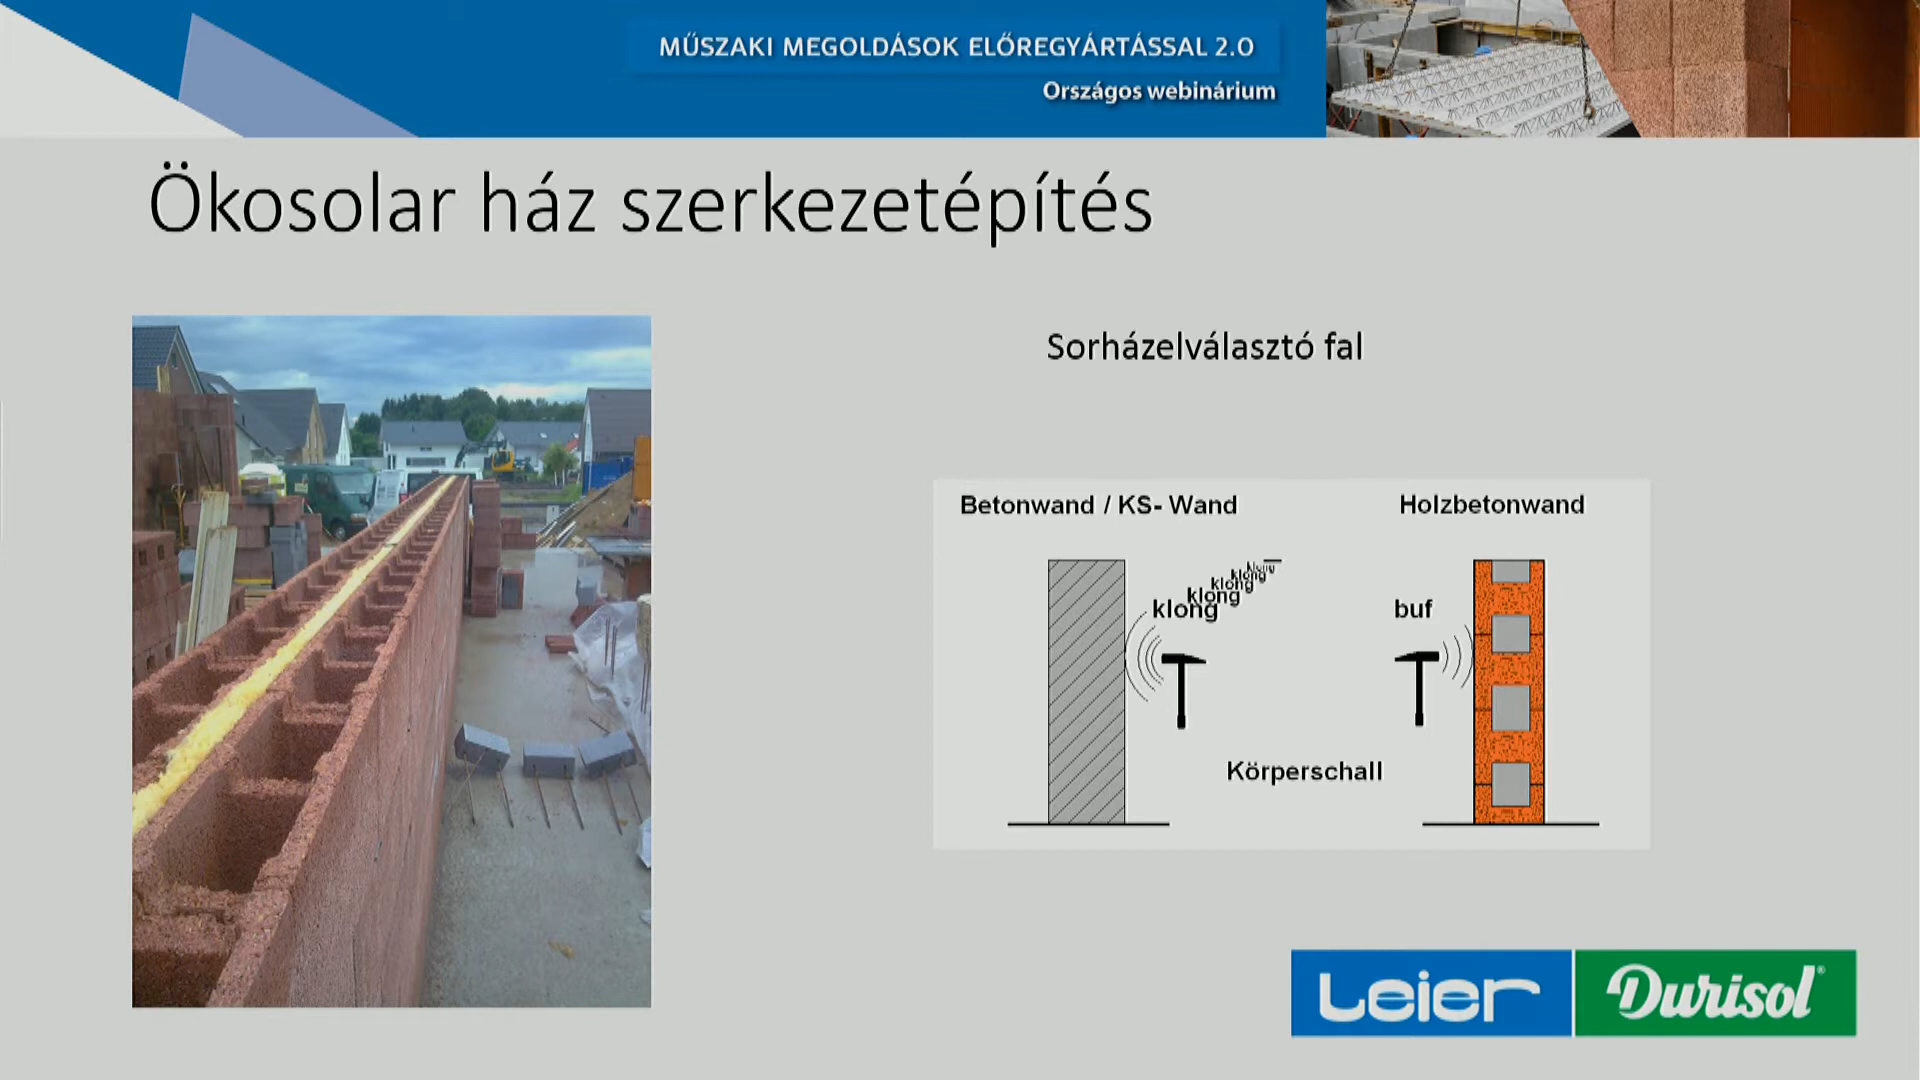 MŰSZAKI MEGOLDÁSOK ELŐREGYÁRTÁSSAL 2.0
Országos webinárium
Ökosolar ház szerkezetépítés
Sorházelválasztó fal
Betonwand / KS- Wand
Holzbetonwand
klong
klong
klong
klong
klong
buf
Körperschall
Leier
Durisol®